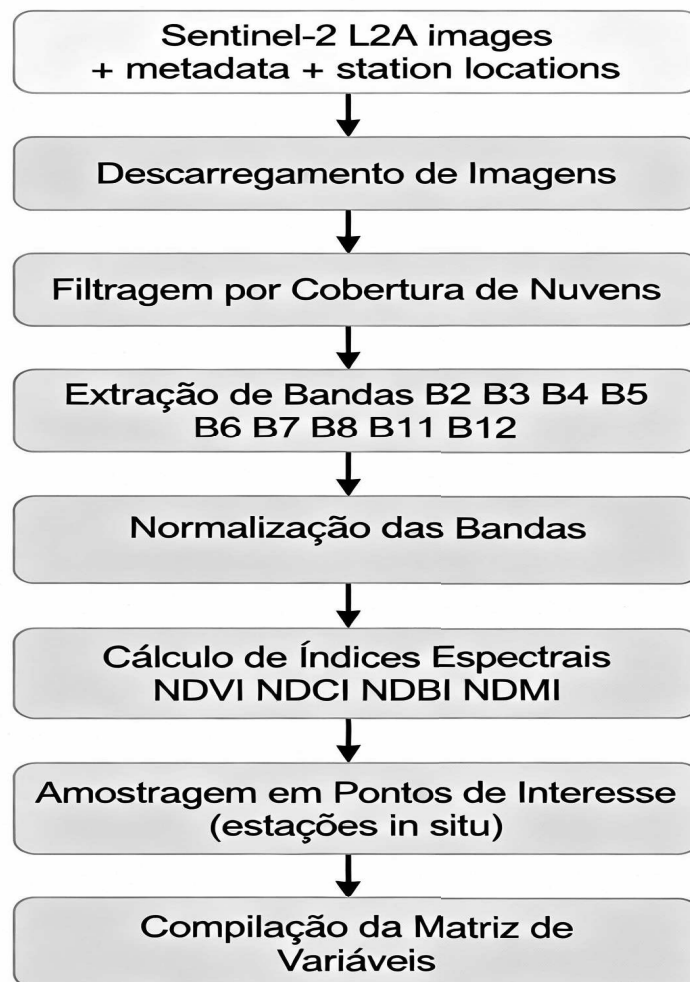 Sentinel-2 L2A images
+ metadata + station locations
Descarregamento de Imagens
Filtragem por Cobertura de Nuvens
Extração de Bandas B2 B3 B4 B5
B6 B7 B8 B11 B12
Normalização das Bandas
Cálculo de Índices Espectrais
NDVI NDCI NDBI NDMI
Amostragem em Pontos de Interesse
(estações in situ)
Compilação da Matriz de
Variáveis